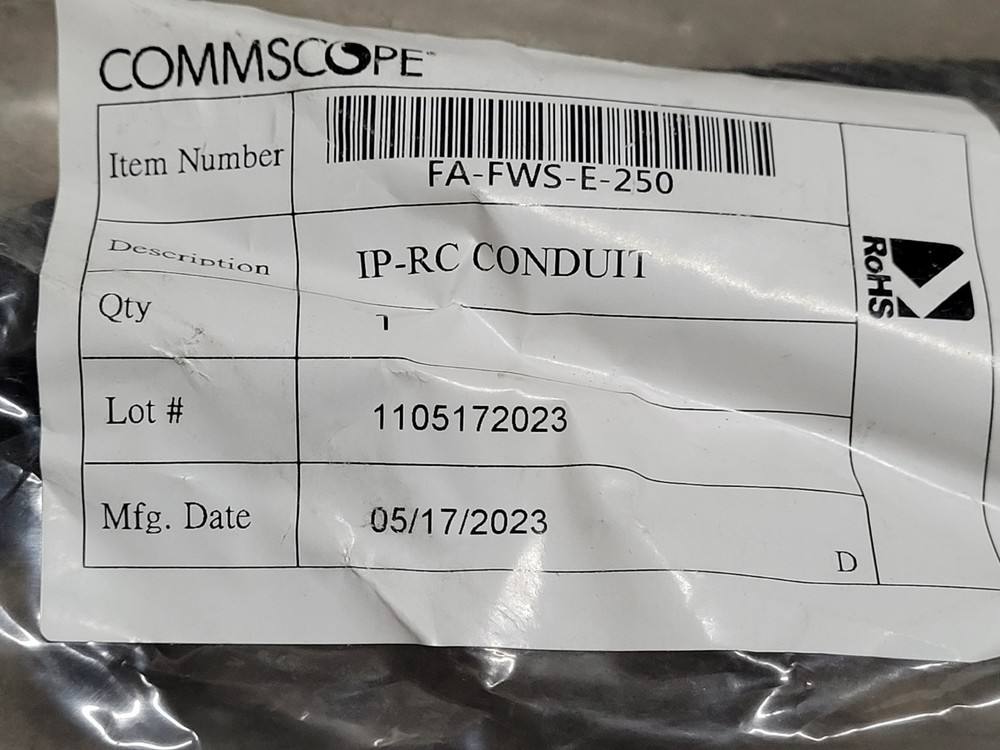 COMMSCOPE™
Item Number
FA-FWS-E-250
Description
IP-RC CONDUIT
Qty
1
Lot #
1105172023
Mfg. Date
05/17/2023
D
RoHS